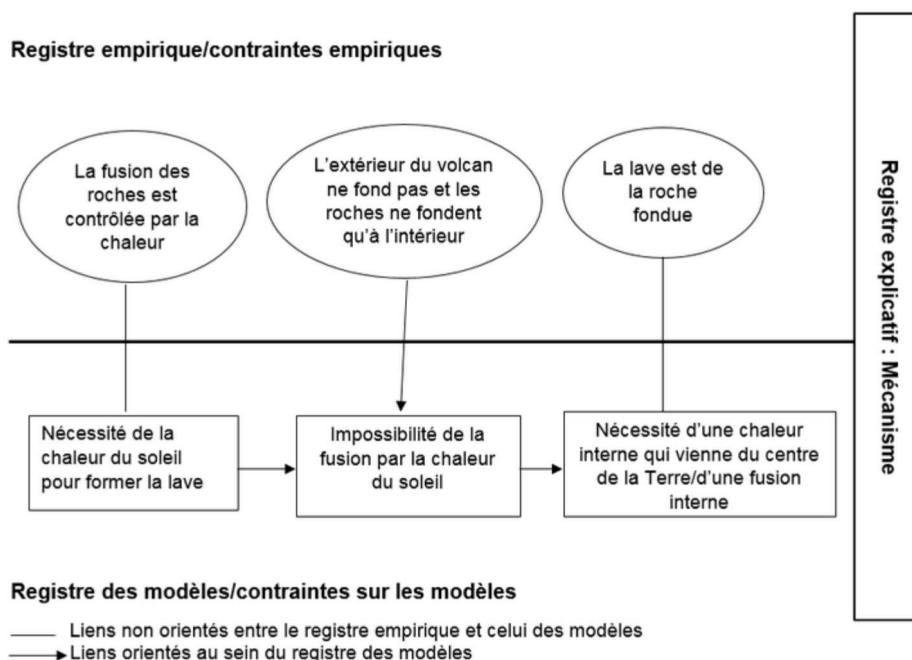 Registre empirique/contraintes empiriques
La fusion des
roches est
contrôlée par la
chaleur
L'extérieur du volcan
ne fond pas et les
roches ne fondent
qu'à l'intérieur
La lave est de
la roche
fondue
Registre explicatif : Mécanisme
Nécessité de la
chaleur du soleil
pour former la lave
Impossibilité de la
fusion par la chaleur
du soleil
Nécessité d'une chaleur
interne qui vienne du centre
de la Terre/d'une fusion
interne
Registre des modèles/contraintes sur les modèles
Liens non orientés entre le registre empirique et celui des modèles
Liens orientés au sein du registre des modèles